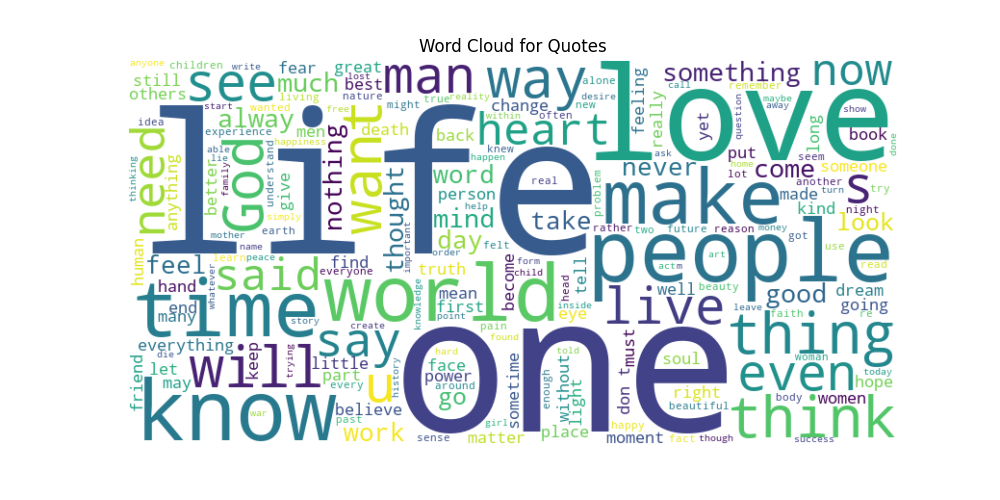 Word Cloud for Quotes
anyone children write fear great man way love something now
still see much lost best nature alone call remember
others living might true reality desire feeling maybe away
start wanted free change within new really yet question show
idea life alway men death back often heart long book
experience happiness knew never put seem done
need God want nothing word happen ask home come someone
thinking able lie better understand thought person real problem lot another s try
anything family give mind help take make made turn
simply kind night look
mother earth day felt rather two future reason money
human name order people got use
learn peace find important truth form tell act m art read
feel everyone said world become child head well beauty dream
hand whatever mean inside live good going
end time knowledge first eye leave faith re
many story point pain thing
everything create say one found must soul woman
die keep trying little hard face told even today
friend let will part power sometime without light don t right hope
may every u around go enough body women
know history beautiful think
war past believe girl happy
work sense matter place moment fact though success